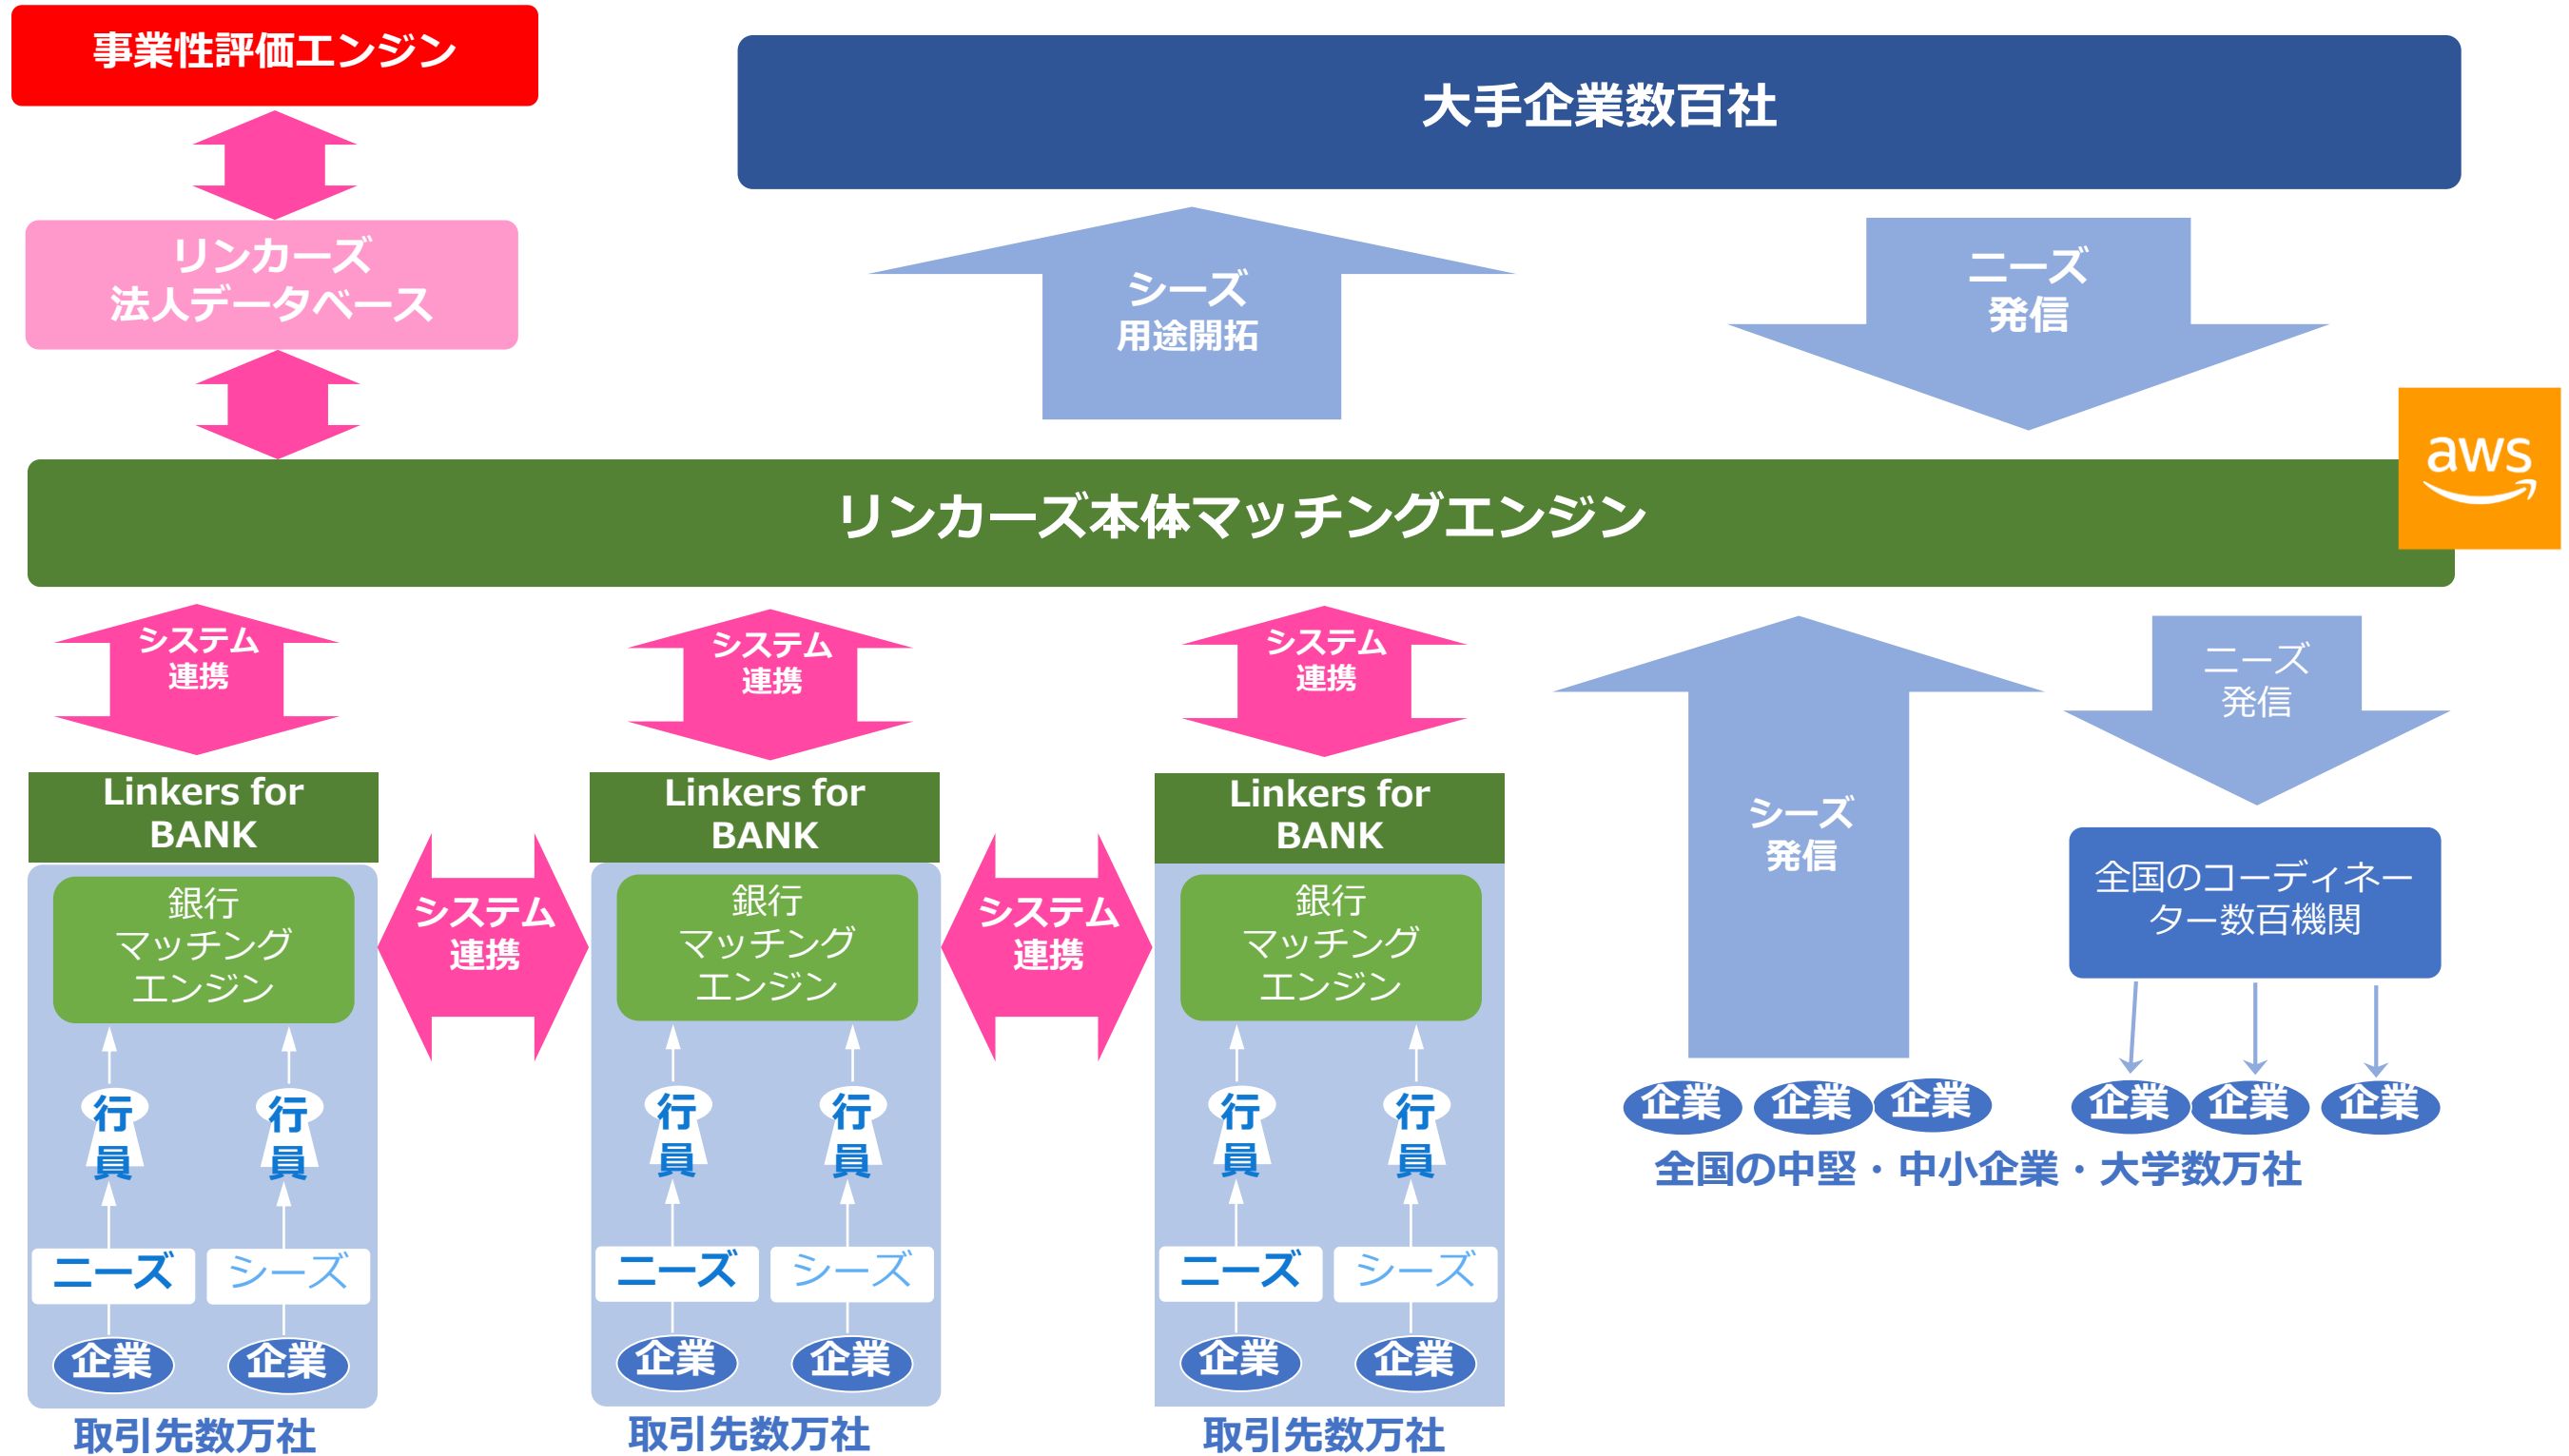 事業性評価エンジン
大手企業数百社
リンカーズ
法人データベース
シーズ
用途開拓
ニーズ
発信
aws
リンカーズ本体マッチングエンジン
システム
連携
システム
連携
システム
連携
ニーズ
発信
シーズ
発信
Linkers for
BANK
銀行
マッチング
エンジン
行
員
行
員
ニーズ
シーズ
企業
企業
取引先数万社
システム
連携
Linkers for
BANK
銀行
マッチング
エンジン
行
員
行
員
ニーズ
シーズ
企業
企業
取引先数万社
システム
連携
Linkers for
BANK
銀行
マッチング
エンジン
行
員
行
員
ニーズ
シーズ
企業
企業
取引先数万社
全国のコーディネー
ター数百機関
企業
企業
企業
企業
企業
企業
全国の中堅・中小企業・大学数万社